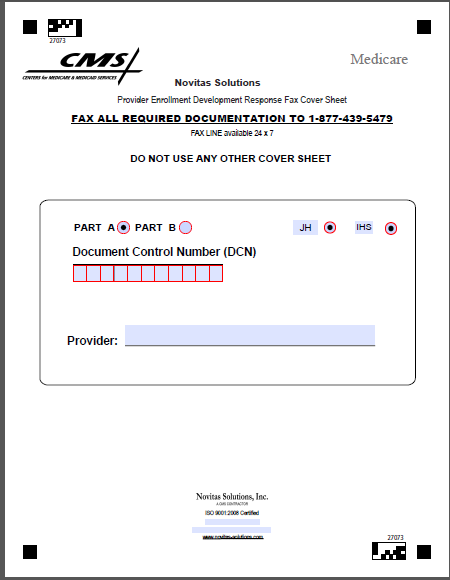 27073
CMS
CENTERS for MEDICARE & MEDICAID SERVICES
Medicare
Novitas Solutions
Provider Enrollment Development Response Fax Cover Sheet
FAX ALL REQUIRED DOCUMENTATION TO 1-877-439-5479
FAX LINE available 24 x 7
DO NOT USE ANY OTHER COVER SHEET
PART A PART B JH IHS
Document Control Number (DCN)
Provider:
Novitas Solutions, Inc.
A CMS CONTRACTOR
ISO 9001:2008 Certified
www.novitas-solutions.com
27073